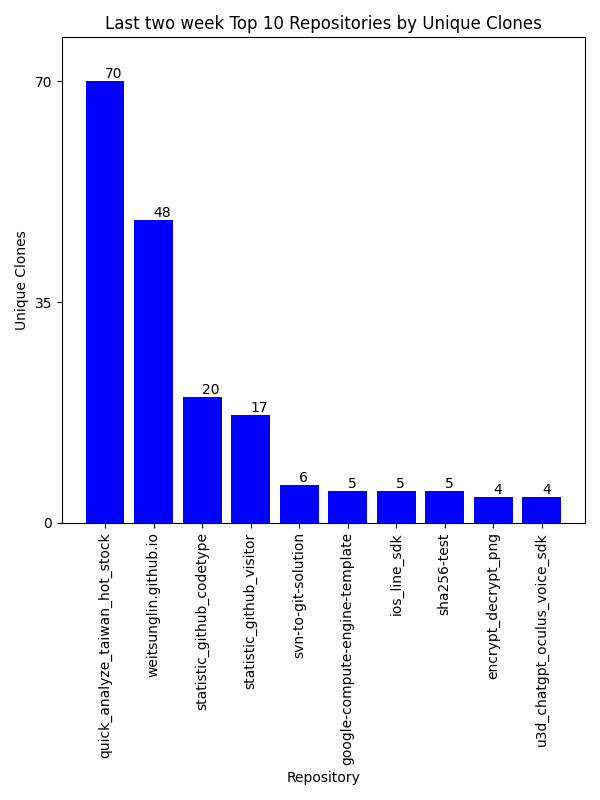 Last two week Top 10 Repositories by Unique Clones
70
35
0
Unique Clones
70
48
20
17
6
5
5
5
4
4
quick_analyze_taiwan_hot_stock
weitsunglin.github.io
statistic_github_codetype
statistic_github_visitor
svn-to-git-solution
google-compute-engine-template
ios_line_sdk
sha256-test
encrypt_decrypt_png
u3d_chatgpt_oculus_voice_sdk
Repository